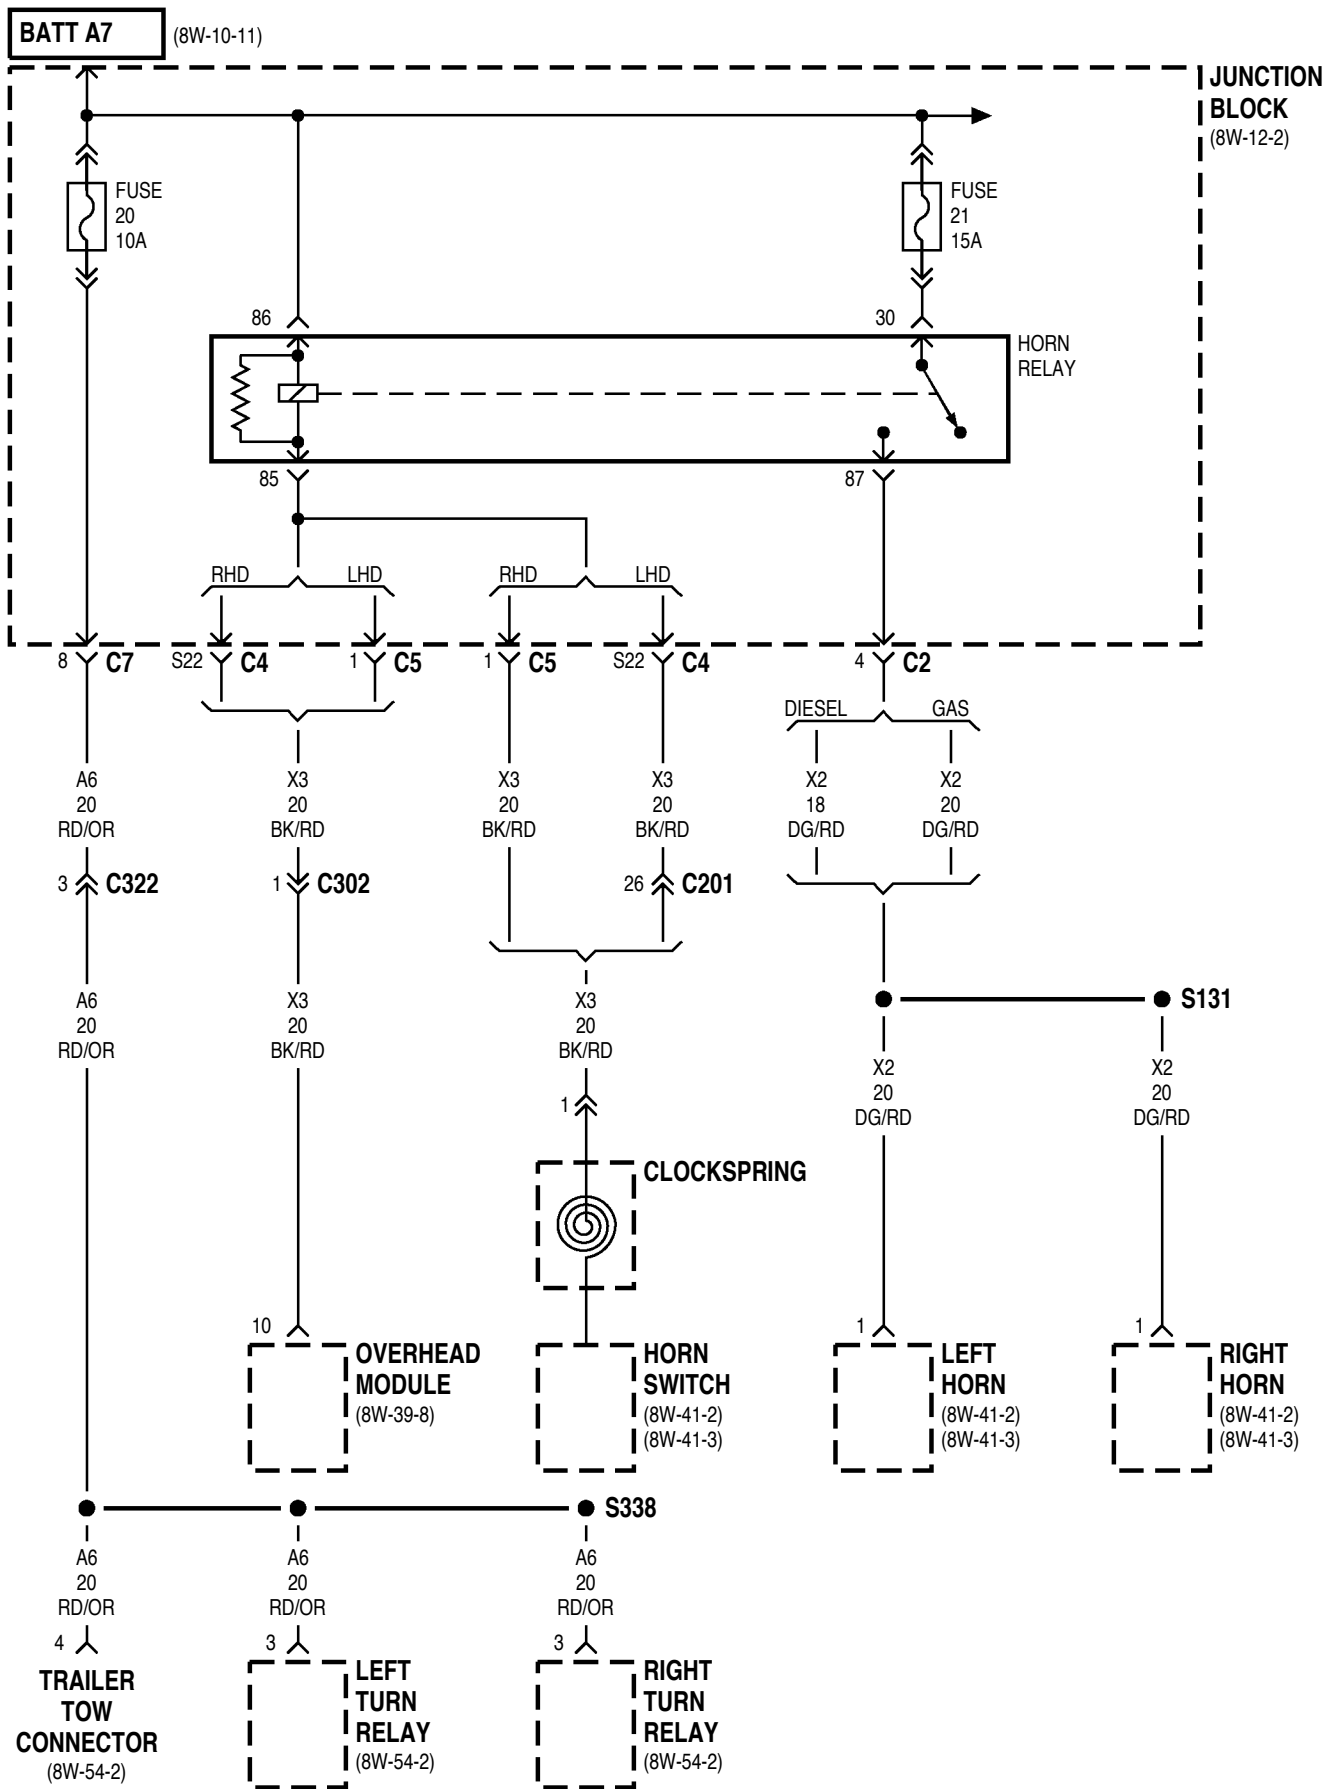 BATT A7 (8W-10-11)
JUNCTION
BLOCK
(8W-12-2)
FUSE
20
10A
FUSE
21
15A
86
30
HORN
RELAY
85
87
RHD
LHD
RHD
LHD
8 C7
S22 C4
1 C5
1 C5
S22 C4
4 C2
DIESEL
GAS
A6
20
RD/OR
X3
20
BK/RD
X3
20
BK/RD
X3
20
BK/RD
X2
18
DG/RD
X2
20
DG/RD
3 C322
1 C302
26 C201
A6
20
RD/OR
X3
20
BK/RD
X3
20
BK/RD
S131
X2
20
DG/RD
X2
20
DG/RD
1
CLOCKSPRING
10
OVERHEAD
MODULE
(8W-39-8)
HORN
SWITCH
(8W-41-2)
(8W-41-3)
1
LEFT
HORN
(8W-41-2)
(8W-41-3)
1
RIGHT
HORN
(8W-41-2)
(8W-41-3)
S338
A6
20
RD/OR
A6
20
RD/OR
A6
20
RD/OR
4
TRAILER
TOW
CONNECTOR
(8W-54-2)
3
LEFT
TURN
RELAY
(8W-54-2)
3
RIGHT
TURN
RELAY
(8W-54-2)